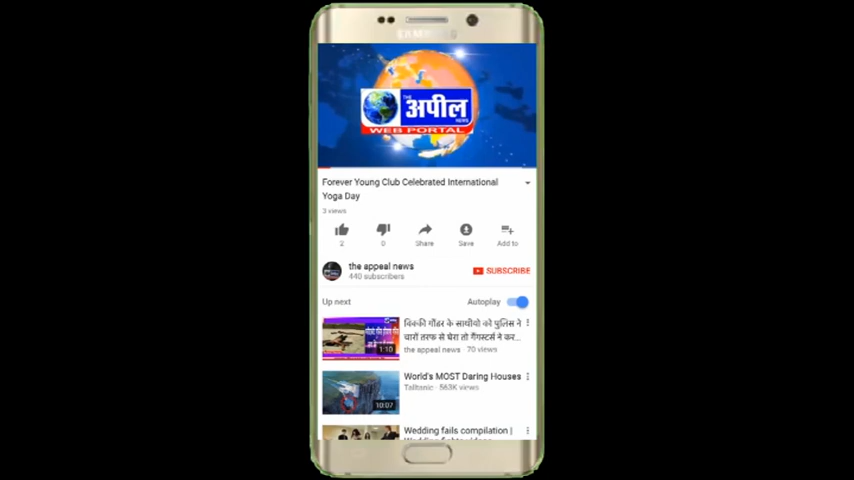 SAMSUNG
THE
अपील
NEWS
WEB PORTAL
Forever Young Club Celebrated International
Yoga Day
3 views
2
0
Share
Save
Add to
the appeal news
440 subscribers
SUBSCRIBE
Up next
Autoplay
विक्की गौंडर के साथीयो को पुलिस ने
चारों तरफ से घेरा तो गैंगस्टर्स ने कर...
the appeal news · 70 views
1:10
World's MOST Daring Houses
Talltanic · 563K views
10:07
Wedding fails compilation |